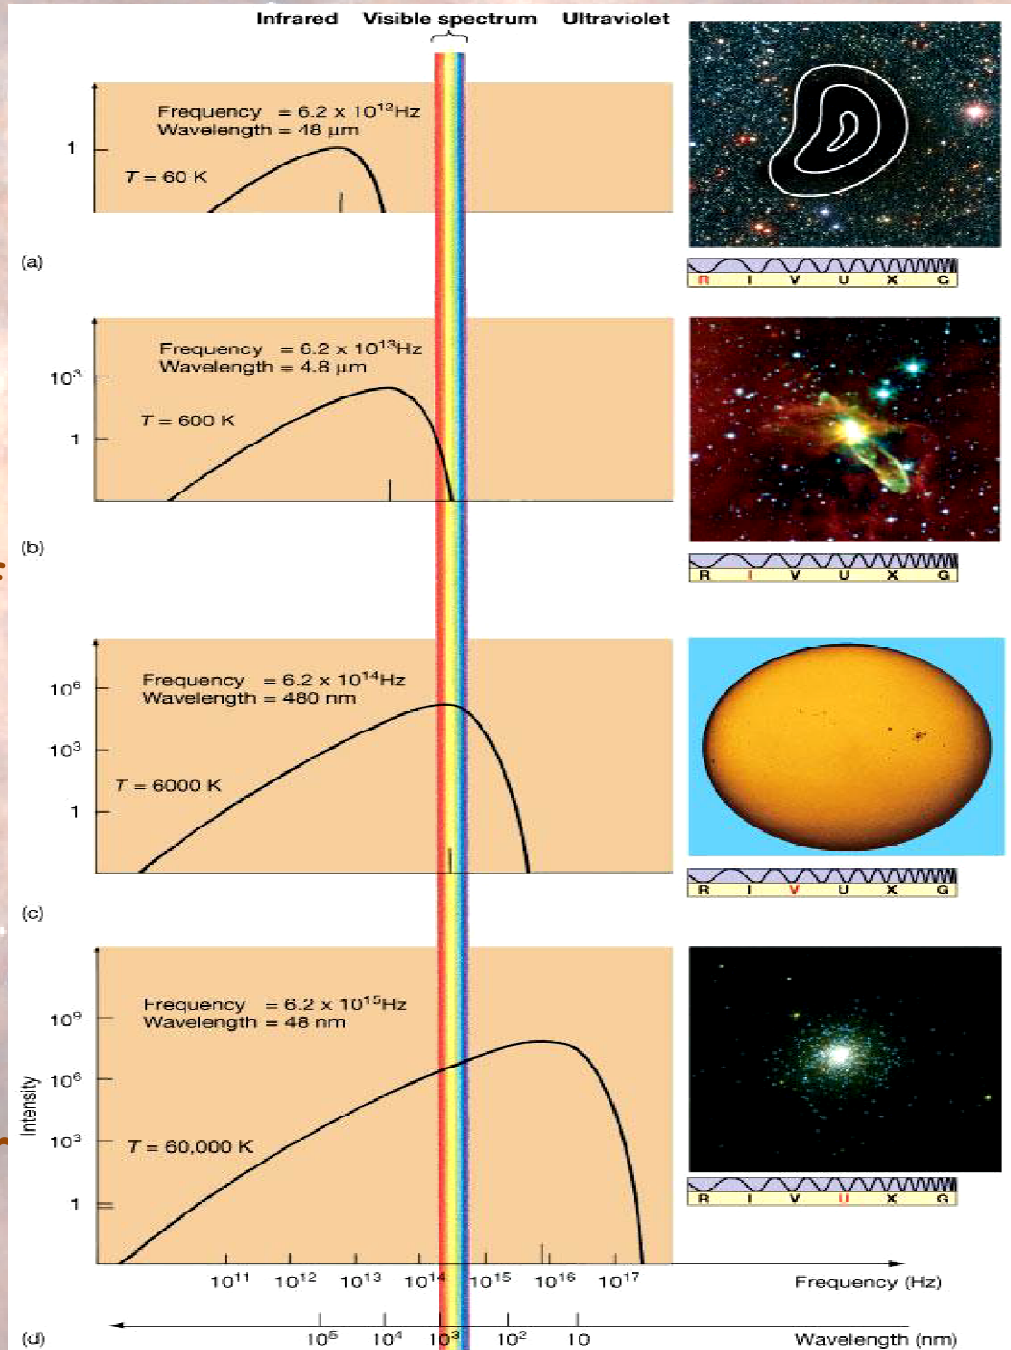 Infrared Visible spectrum Ultraviolet
Frequency = 6.2 x 10¹²Hz
Wavelength = 48 μm
1
T = 60 K
(a)
R I V U X G
Frequency = 6.2 x 10¹³Hz
Wavelength = 4.8 μm
10³
T = 600 K
1
(b)
R I V U X G
Frequency = 6.2 x 10¹⁴Hz
Wavelength = 480 nm
10⁶
10³
T = 6000 K
1
(c)
R I V U X G
Frequency = 6.2 x 10¹⁵Hz
Wavelength = 48 nm
10⁹
10⁶
Intensity
10³
T = 60,000 K
1
R I V U X G
10¹¹ 10¹² 10¹³ 10¹⁴ 10¹⁵ 10¹⁶ 10¹⁷ Frequency (Hz)
(d) 10⁵ 10⁴ 10³ 10² 10 Wavelength (nm)